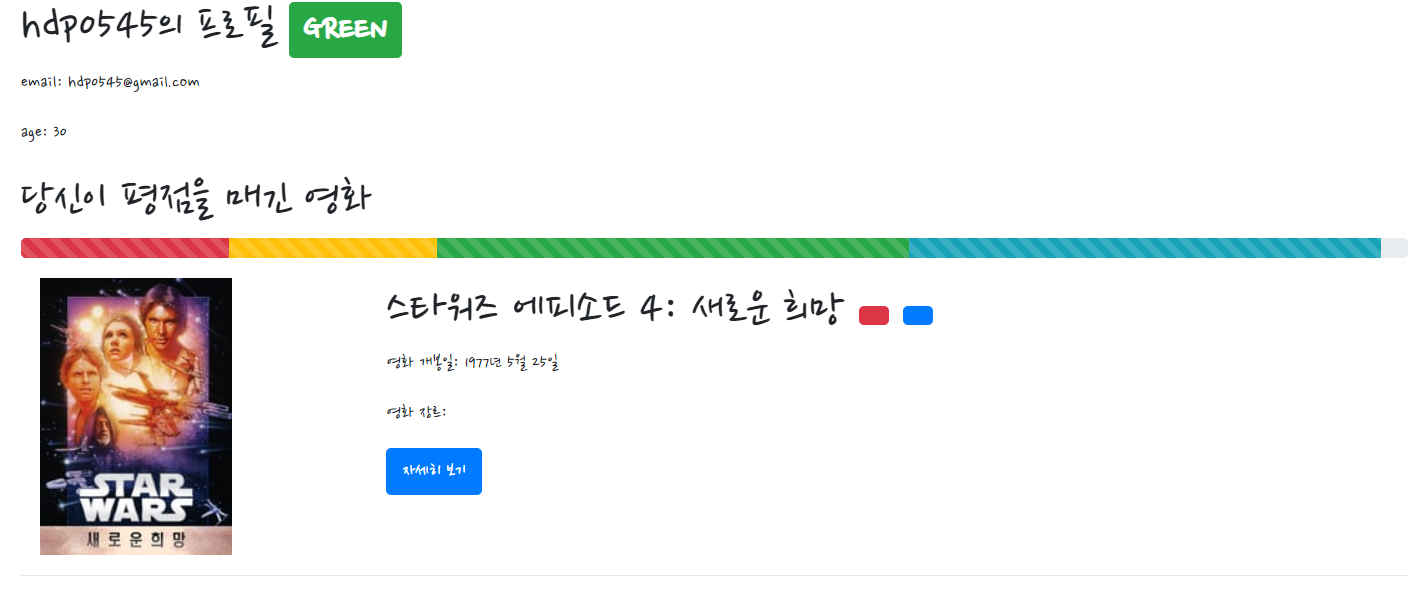 hdp0545의 프로필 GREEN
email: hdp0545@gmail.com
age: 30
당신이 평점을 매긴 영화
스타워즈 에피소드 4: 새로운 희망
영화 개봉일: 1977년 5월 25일
영화 장르:
자세히 보기
STAR
WARS
새로운희망